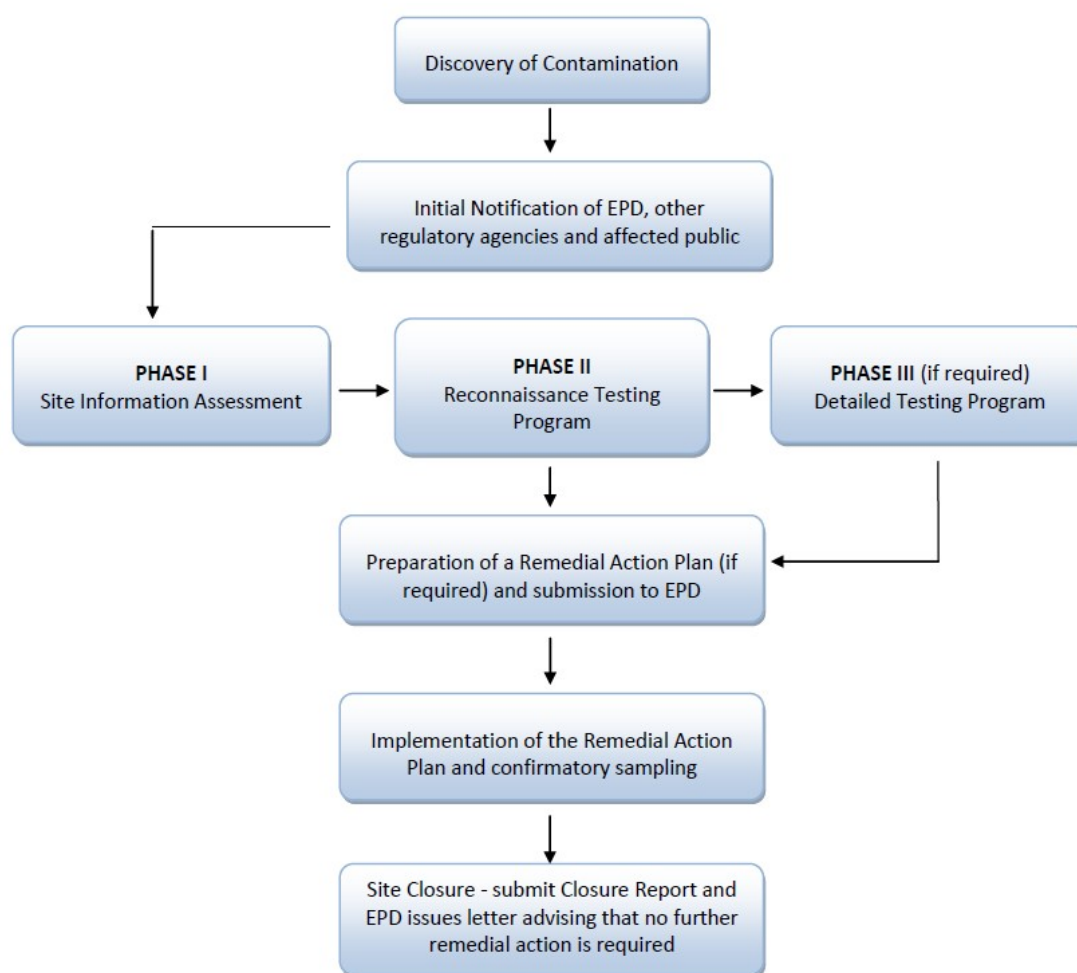 Discovery of Contamination
Initial Notification of EPD, other
regulatory agencies and affected public
PHASE I
Site Information Assessment
PHASE II
Reconnaissance Testing
Program
PHASE III (if required)
Detailed Testing Program
Preparation of a Remedial Action Plan (if
required) and submission to EPD
Implementation of the Remedial Action
Plan and confirmatory sampling
Site Closure - submit Closure Report and
EPD issues letter advising that no further
remedial action is required